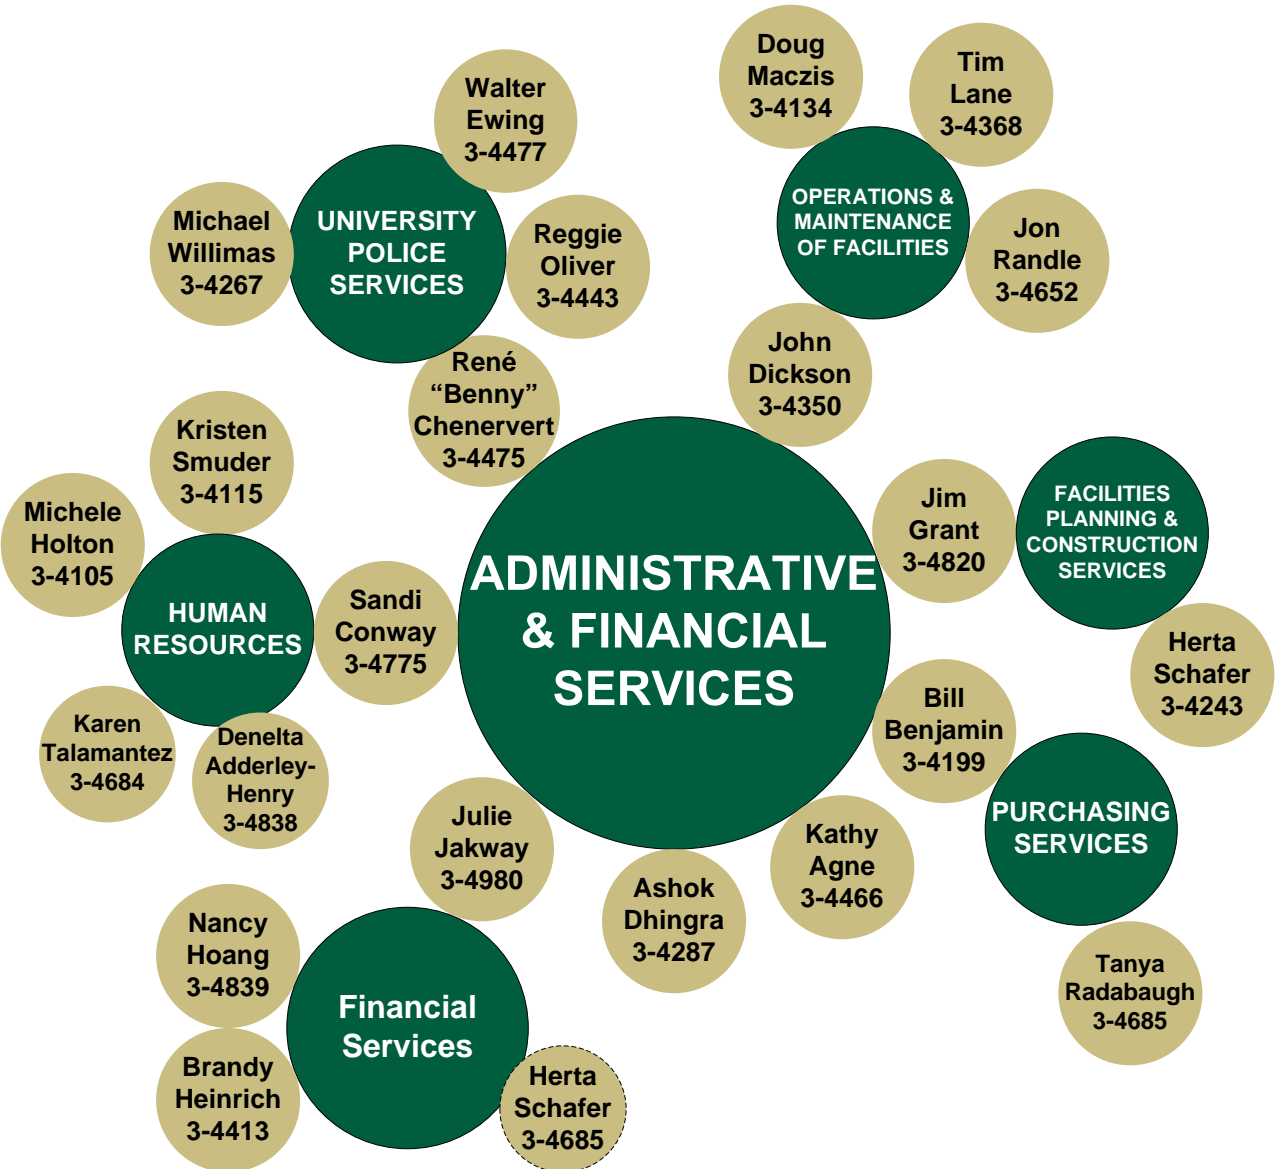 Doug
Maczis
3-4134
Tim
Lane
3-4368
Walter
Ewing
3-4477
OPERATIONS &
MAINTENANCE
OF FACILITIES
Michael
Willimas
3-4267
UNIVERSITY
POLICE
SERVICES
Reggie
Oliver
3-4443
Jon
Randle
3-4652
John
Dickson
3-4350
René
“Benny”
Chenervert
3-4475
Kristen
Smuder
3-4115
Michele
Holton
3-4105
Jim
Grant
3-4820
FACILITIES
PLANNING &
CONSTRUCTION
SERVICES
HUMAN
RESOURCES
Sandi
Conway
3-4775
ADMINISTRATIVE
& FINANCIAL
SERVICES
Herta
Schafer
3-4243
Bill
Benjamin
3-4199
Karen
Talamantez
3-4684
Denelta
Adderley-
Henry
3-4838
Julie
Jakway
3-4980
Kathy
Agne
3-4466
PURCHASING
SERVICES
Ashok
Dhingra
3-4287
Nancy
Hoang
3-4839
Tanya
Radabaugh
3-4685
Financial
Services
Brandy
Heinrich
3-4413
Herta
Schafer
3-4685